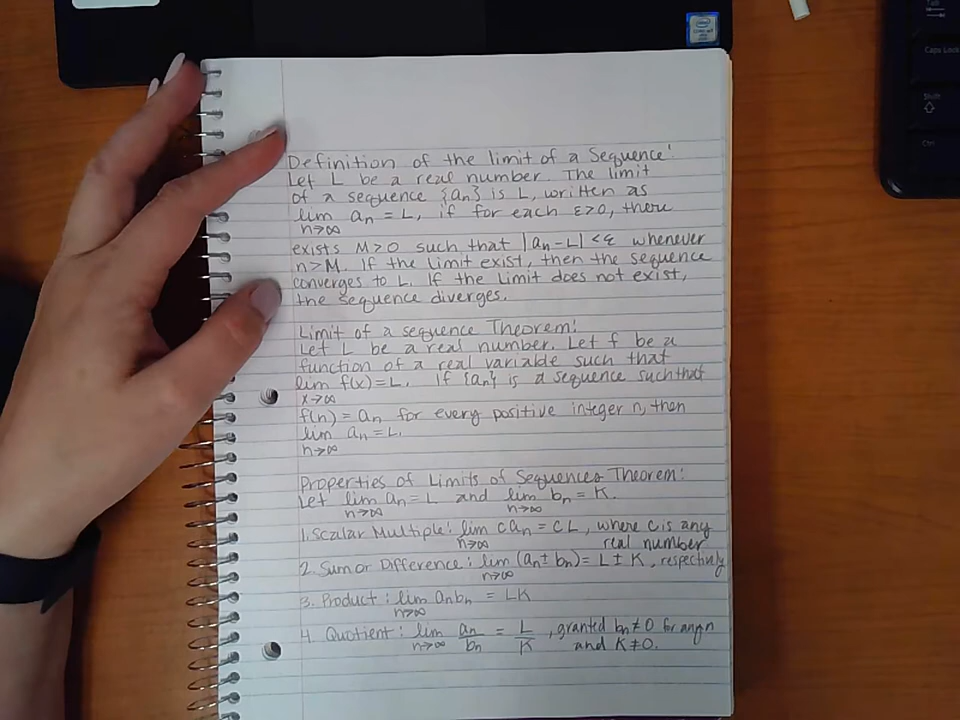 Definition of the limit of a Sequence:
Let L be a real number. The limit
of a sequence {aₙ} is L, written as
lim aₙ = L, if for each ε>0, there
n→∞
exists M>0 such that |aₙ-L| <ε whenever
n>M. If the limit exist, then the sequence
converges to L. If the Limit does not exist,
the sequence diverges.
Limit of a sequence Theorem:
Let L be a real number. Let f be a
function of a real variable such that
lim f(x)=L. If {aₙ} is a sequence such that
x→∞
f(n) = aₙ for every positive integer n, then
lim aₙ = L.
n→∞
Properties of Limits of Sequences Theorem:
Let lim aₙ = L and lim bₙ = K.
n→∞ n→∞
1. Scalar Multiple: lim caₙ = cL, where c is any
n→∞ real number
2. Sum or Difference: lim (aₙ ± bₙ) = L ± K, respectively
n→∞
3. Product: lim aₙbₙ = LK
n→∞
4. Quotient: lim aₙ/bₙ = L/K, granted bₙ≠0 for any n
n→∞ and K≠0.
intel
Tab
Caps Lock
Shift
Ctrl